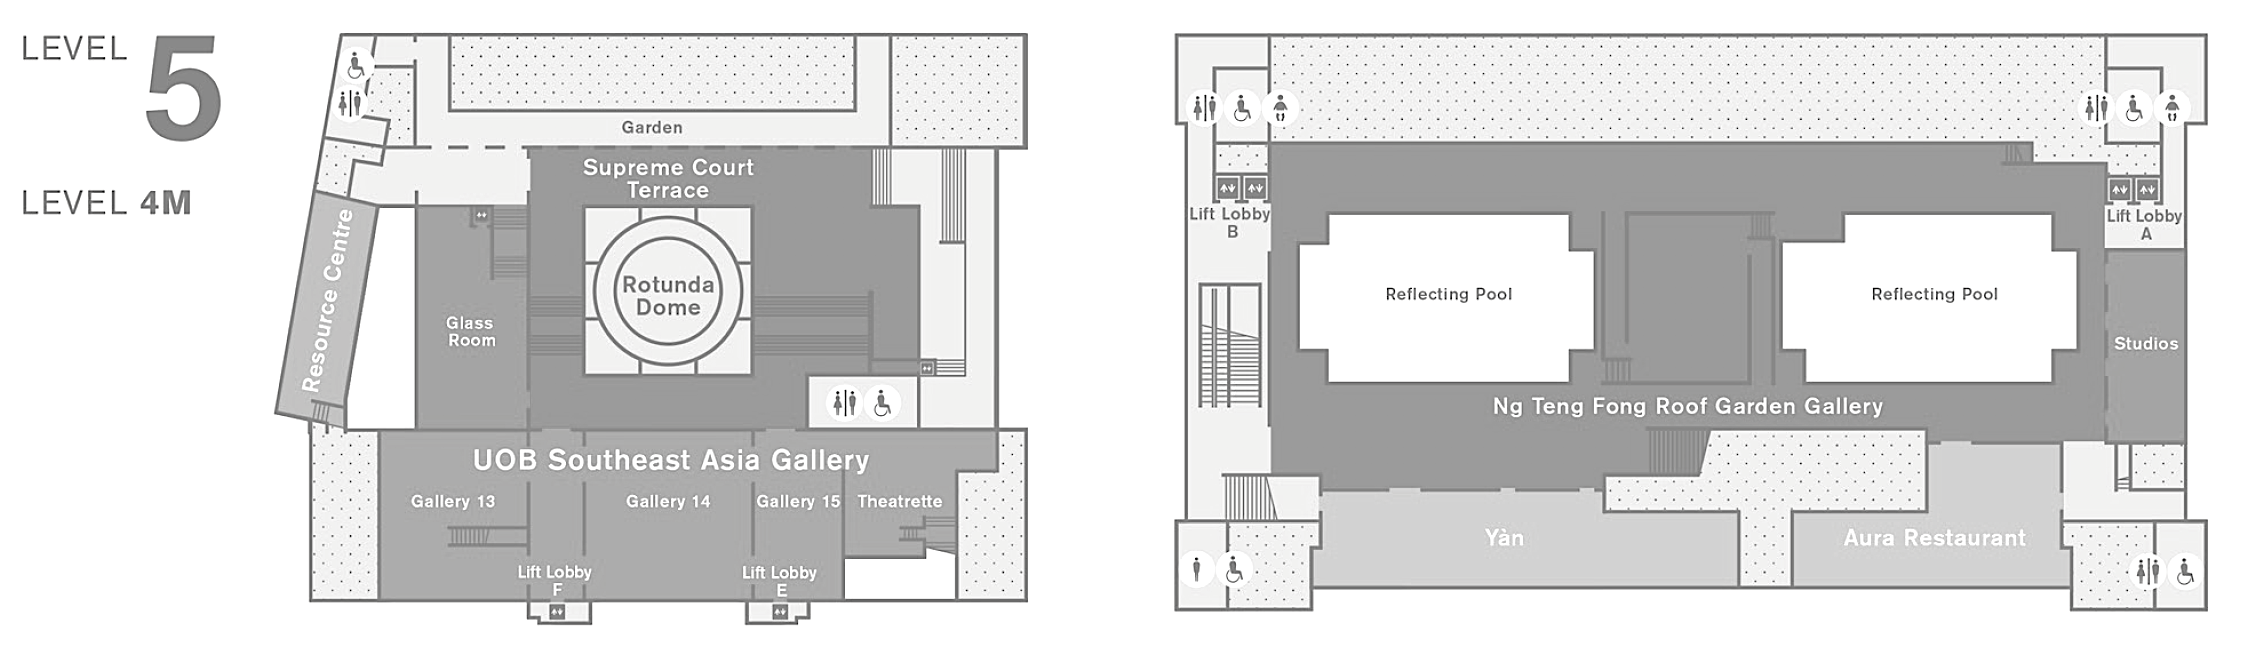 LEVEL 5
LEVEL 4M
Garden
Supreme Court
Terrace
Rotunda
Dome
Resource Centre
Glass
Room
UOB Southeast Asia Gallery
Gallery 13
Gallery 14
Gallery 15
Theatrette
Lift Lobby
F
Lift Lobby
E
Lift Lobby
B
Lift Lobby
A
Reflecting Pool
Reflecting Pool
Studios
Ng Teng Fong Roof Garden Gallery
Yàn
Aura Restaurant